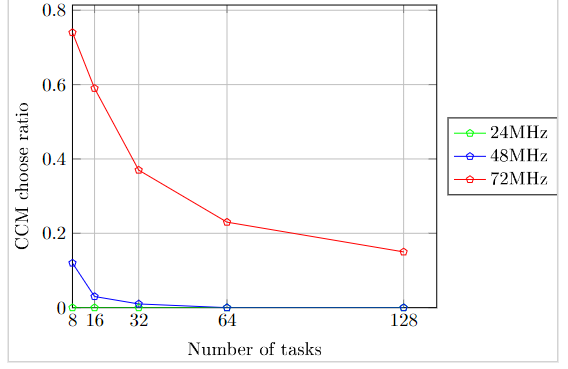 0.8
0.6
0.4
0.2
0
CCM choose ratio
8 16 32 64 128
Number of tasks
24MHz
48MHz
72MHz